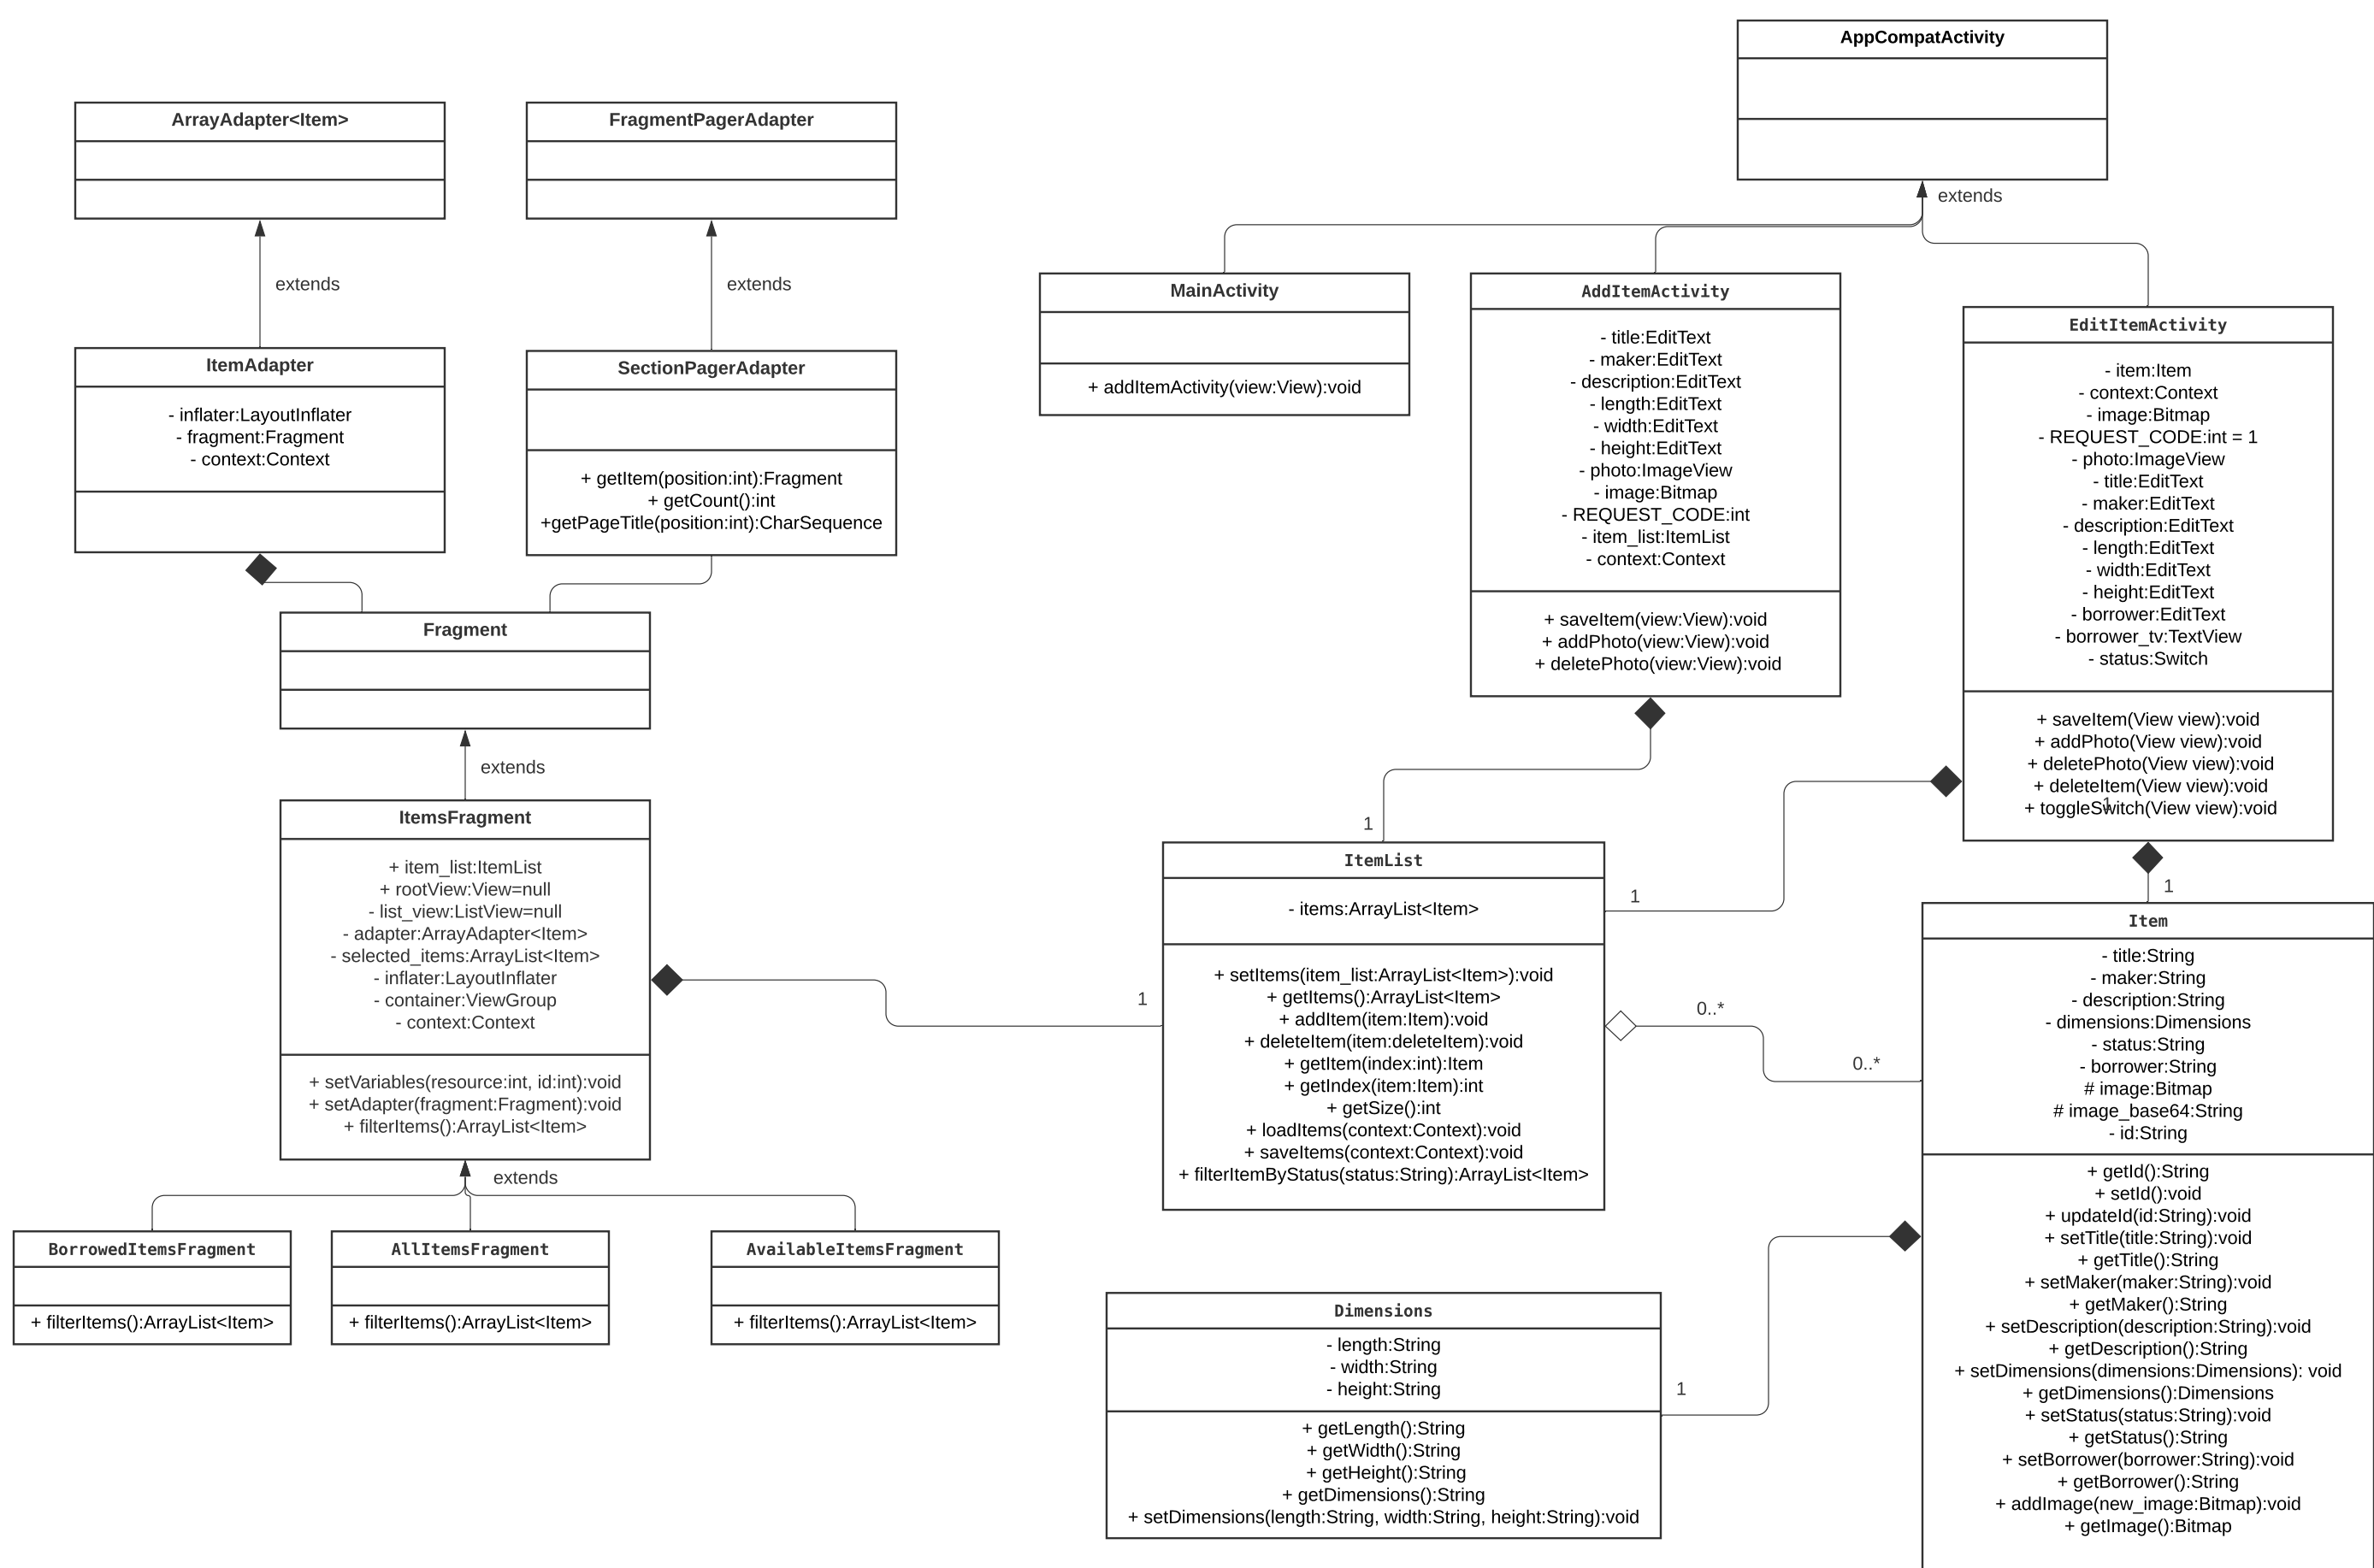 AppCompatActivity
extends
ArrayAdapter<Item>
extends
FragmentPagerAdapter
extends
ItemAdapter
- inflater:LayoutInflater
- fragment:Fragment
- context:Context
SectionPagerAdapter
+ getItem(position:int):Fragment
+ getCount():int
+getPageTitle(position:int):CharSequence
MainActivity
+ addItemActivity(view:View):void
AddItemActivity
- title:EditText
- maker:EditText
- description:EditText
- length:EditText
- width:EditText
- height:EditText
- photo:ImageView
- image:Bitmap
- REQUEST_CODE:int
- item_list:ItemList
- context:Context
+ saveItem(view:View):void
+ addPhoto(view:View):void
+ deletePhoto(view:View):void
EditItemActivity
- item:Item
- context:Context
- image:Bitmap
- REQUEST_CODE:int = 1
- photo:ImageView
- title:EditText
- maker:EditText
- description:EditText
- length:EditText
- width:EditText
- height:EditText
- borrower:EditText
- borrower_tv:TextView
- status:Switch
+ saveItem(View view):void
+ addPhoto(View view):void
+ deletePhoto(View view):void
+ deleteItem(View view):void
+ toggleSwitch(View view):void
1
Fragment
extends
ItemsFragment
+ item_list:ItemList
+ rootView:View=null
- list_view:ListView=null
- adapter:ArrayAdapter<Item>
- selected_items:ArrayList<Item>
- inflater:LayoutInflater
- container:ViewGroup
- context:Context
+ setVariables(resource:int, id:int):void
+ setAdapter(fragment:Fragment):void
+ filterItems():ArrayList<Item>
extends
BorrowedItemsFragment
+ filterItems():ArrayList<Item>
AllItemsFragment
+ filterItems():ArrayList<Item>
AvailableItemsFragment
+ filterItems():ArrayList<Item>
1
1
1
ItemList
- items:ArrayList<Item>
+ setItems(item_list:ArrayList<Item>):void
+ getItems():ArrayList<Item>
+ addItem(item:Item):void
+ deleteItem(item:deleteItem):void
+ getItem(index:int):Item
+ getIndex(item:Item):int
+ getSize():int
+ loadItems(context:Context):void
+ saveItems(context:Context):void
+ filterItemByStatus(status:String):ArrayList<Item>
0..*
0..*
1
Item
- title:String
- maker:String
- description:String
- dimensions:Dimensions
- status:String
- borrower:String
# image:Bitmap
# image_base64:String
- id:String
+ getId():String
+ setId():void
+ updateId(id:String):void
+ setTitle(title:String):void
+ getTitle():String
+ setMaker(maker:String):void
+ getMaker():String
+ setDescription(description:String):void
+ getDescription():String
+ setDimensions(dimensions:Dimensions): void
+ getDimensions():Dimensions
+ setStatus(status:String):void
+ getStatus():String
+ setBorrower(borrower:String):void
+ getBorrower():String
+ addImage(new_image:Bitmap):void
+ getImage():Bitmap
Dimensions
- length:String
- width:String
- height:String
+ getLength():String
+ getWidth():String
+ getHeight():String
+ getDimensions():String
+ setDimensions(length:String, width:String, height:String):void
1